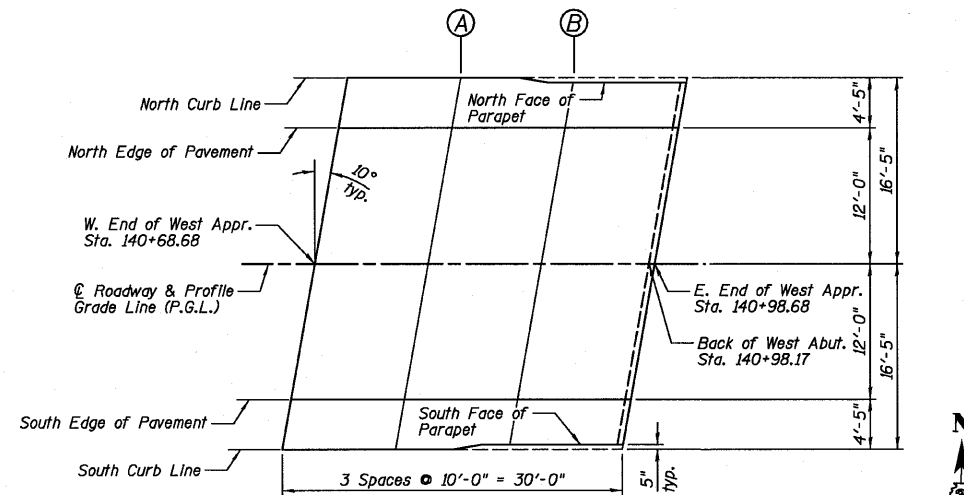 A
B
North Curb Line
North Face of
Parapet
4'-5"
North Edge of Pavement
10°
typ.
12'-0"
16'-5"
W. End of West Appr.
Sta. 140+68.68
℄ Roadway & Profile
Grade Line (P.G.L.)
E. End of West Appr.
Sta. 140+98.68
Back of West Abut.
Sta. 140+98.17
12'-0"
16'-5"
South Edge of Pavement
South Face of
Parapet
4'-5"
South Curb Line
3 Spaces @ 10'-0" = 30'-0"
5"
typ.
N